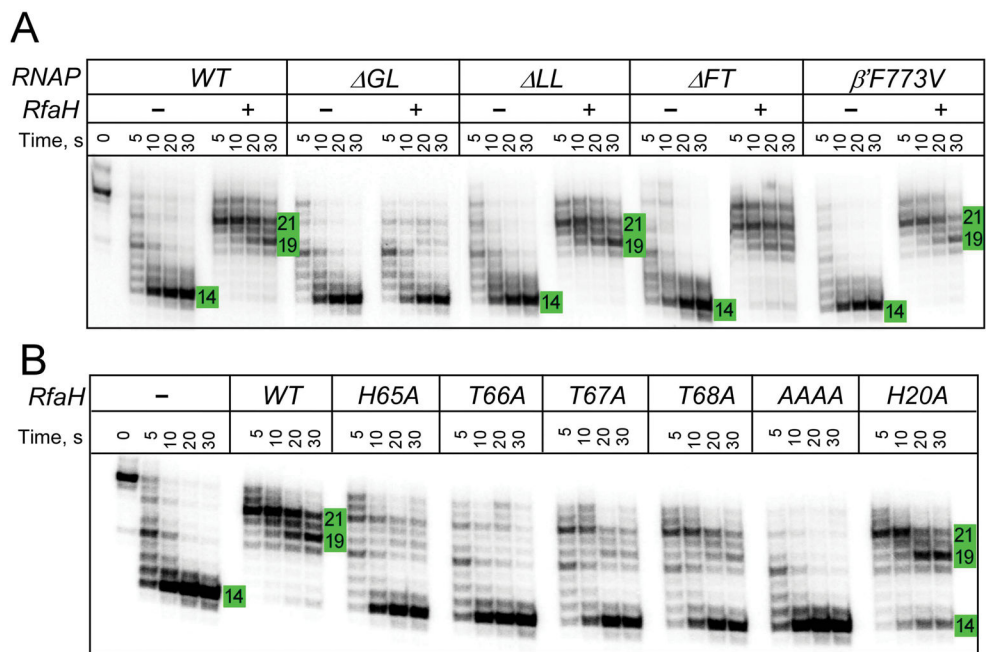 A
RNAP WT ΔGL ΔLL ΔFT β'F773V
RfaH – + – + – + – + – +
Time, s 0 5 10 20 30 5 10 20 30 5 10 20 30 5 10 20 30 5 10 20 30 5 10 20 30 5 10 20 30 5 10 20 30 5 10 20 30 5 10 20 30
21 21 21
19 19 19
14 14 14 14
B
RfaH – WT H65A T66A T67A T68A AAAA H20A
Time, s 0 5 10 20 30 5 10 20 30 5 10 20 30 5 10 20 30 5 10 20 30 5 10 20 30 5 10 20 30 5 10 20 30
21 21
19 19
14 14